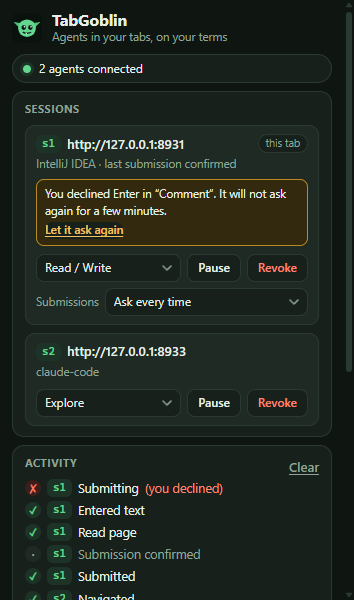 TabGoblin
Agents in your tabs, on your terms
2 agents connected
SESSIONS
s1 http://127.0.0.1:8931 this tab
IntelliJ IDEA · last submission confirmed
You declined Enter in “Comment”. It will not ask
again for a few minutes.
Let it ask again
Read / Write Pause Revoke
Submissions Ask every time
s2 http://127.0.0.1:8933
claude-code
Explore Pause Revoke
ACTIVITY Clear
✗ s1 Submitting (you declined)
✓ s1 Entered text
✓ s1 Read page
· s1 Submission confirmed
✓ s1 Submitted
✓ s2 Navigated